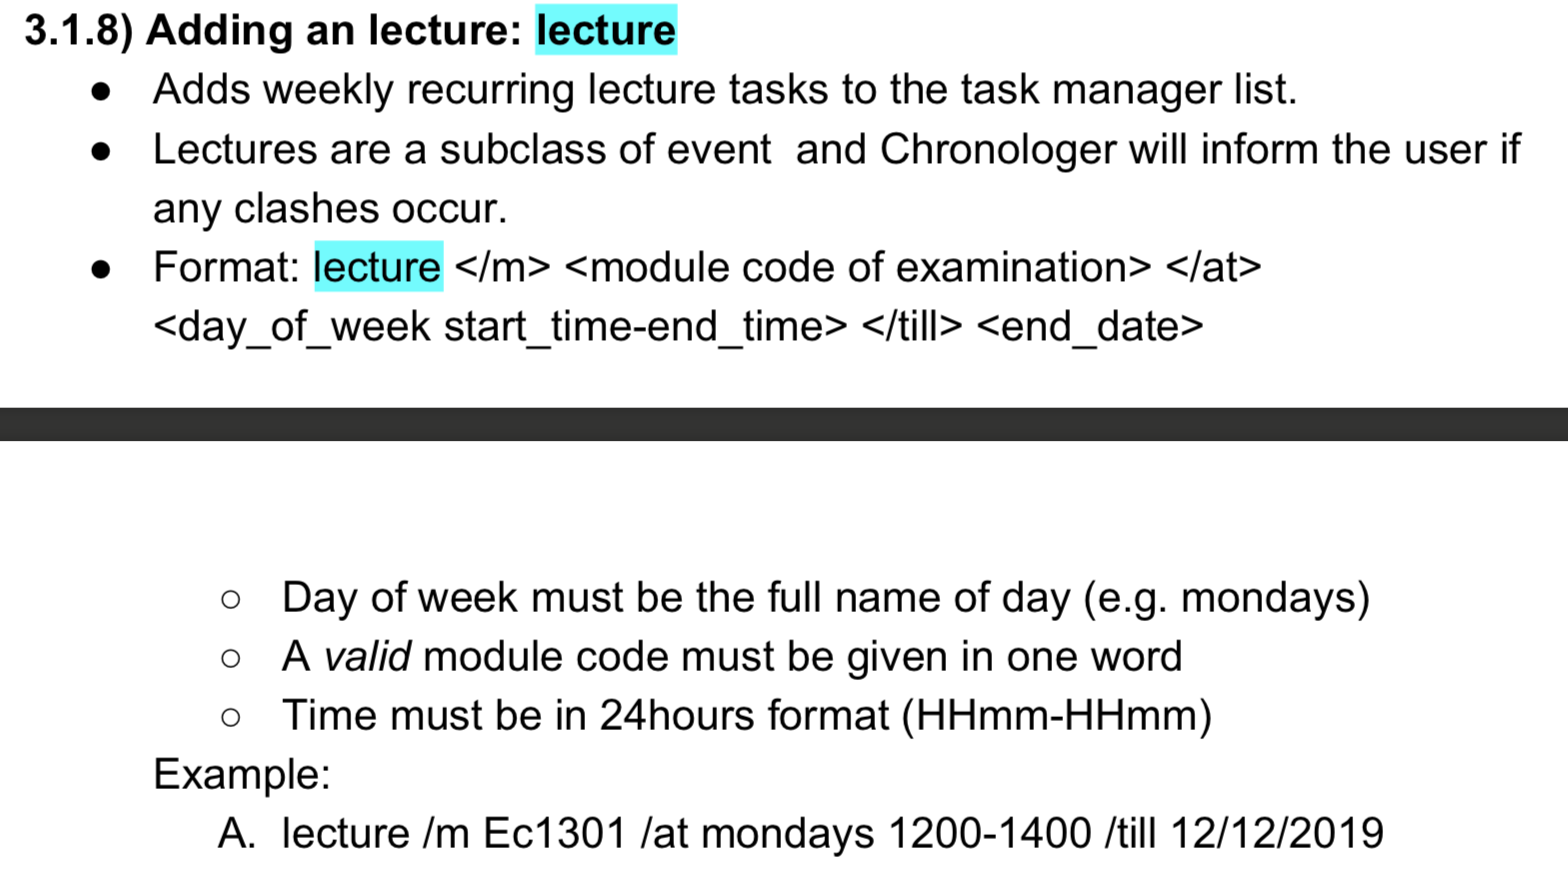 3.1.8) Adding an lecture: lecture
● Adds weekly recurring lecture tasks to the task manager list.
● Lectures are a subclass of event  and Chronologer will inform the user if
any clashes occur.
● Format: lecture </m> <module code of examination> </at>
<day_of_week start_time-end_time> </till> <end_date>
○ Day of week must be the full name of day (e.g. mondays)
○ A valid module code must be given in one word
○ Time must be in 24hours format (HHmm-HHmm)
Example:
A. lecture /m Ec1301 /at mondays 1200-1400 /till 12/12/2019